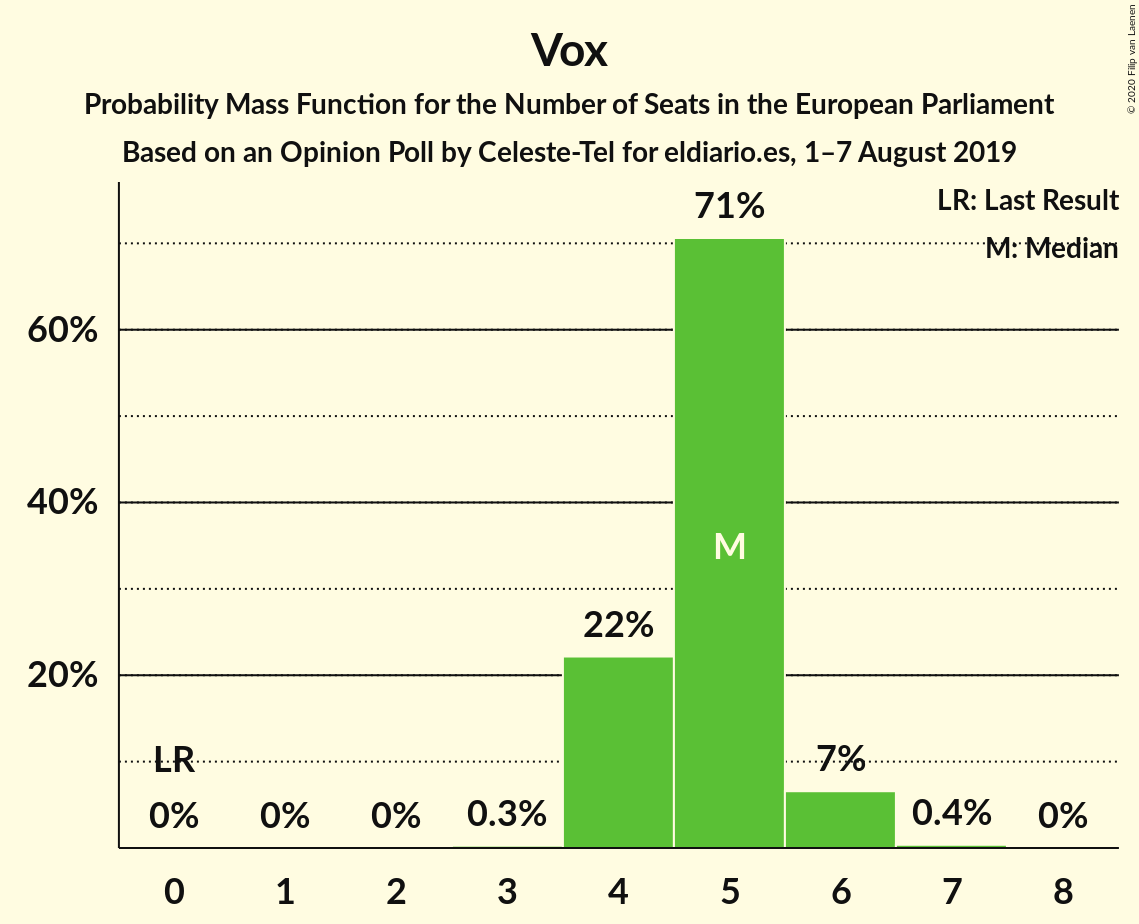 Vox
Probability Mass Function for the Number of Seats in the European Parliament
Based on an Opinion Poll by Celeste-Tel for eldiario.es, 1–7 August 2019
© 2020 Filip van Laenen
LR: Last Result
M: Median
71%
60%
40%
M
22%
20%
LR
7%
0% 0% 0% 0.3% 0.4% 0%
0 1 2 3 4 5 6 7 8